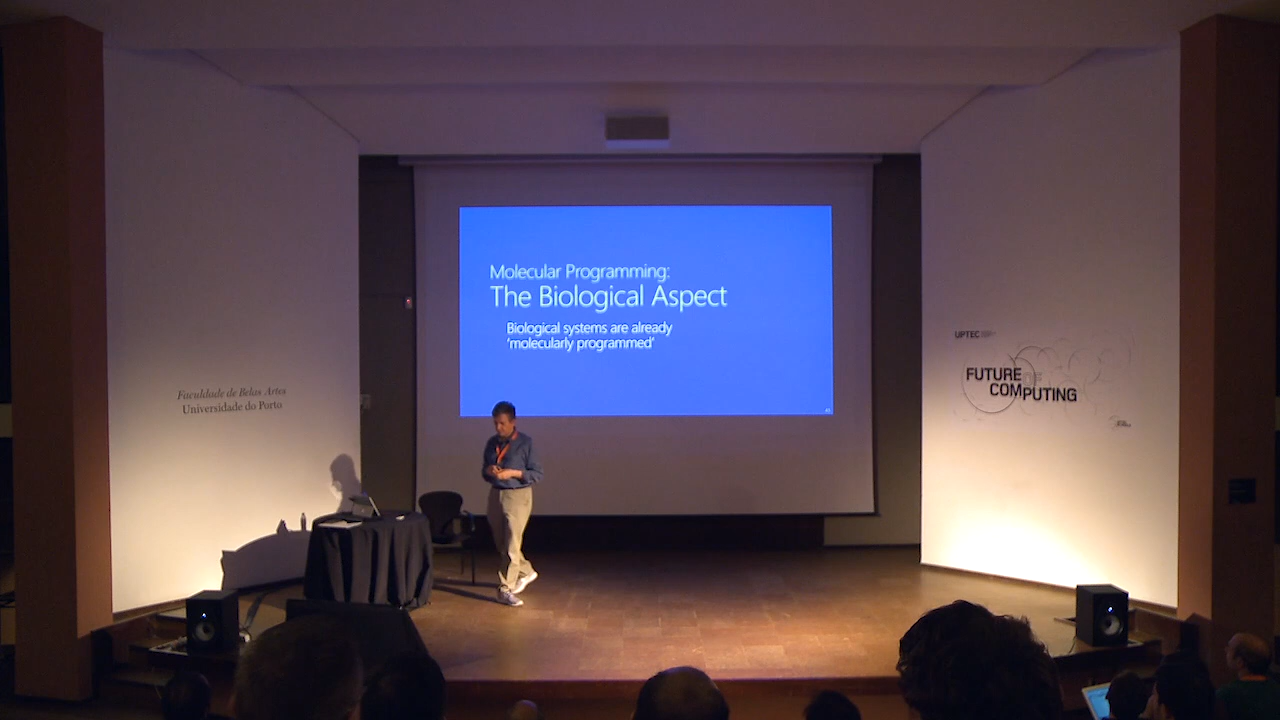 Molecular Programming:
The Biological Aspect
Biological systems are already
'molecularly programmed'
Faculdade de Belas Artes
Universidade do Porto
UPTEC
FUTURE OF
COMPUTING